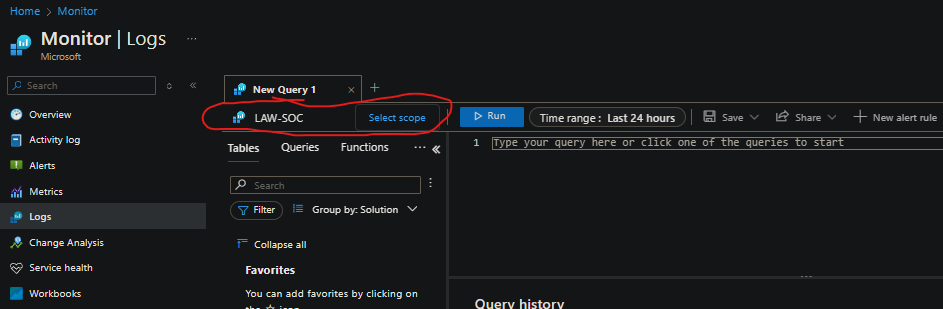 Home > Monitor
Monitor | Logs ...
Microsoft
Search
Overview
Activity log
Alerts
Metrics
Logs
Change Analysis
Service health
Workbooks
New Query 1
LAW-SOC Select scope
Run Time range : Last 24 hours Save Share New alert rule
Tables Queries Functions ...
Search
Filter Group by: Solution
Collapse all
Favorites
You can add favorites by clicking on
the ☆ icon
1 Type your query here or click one of the queries to start
...
Query history